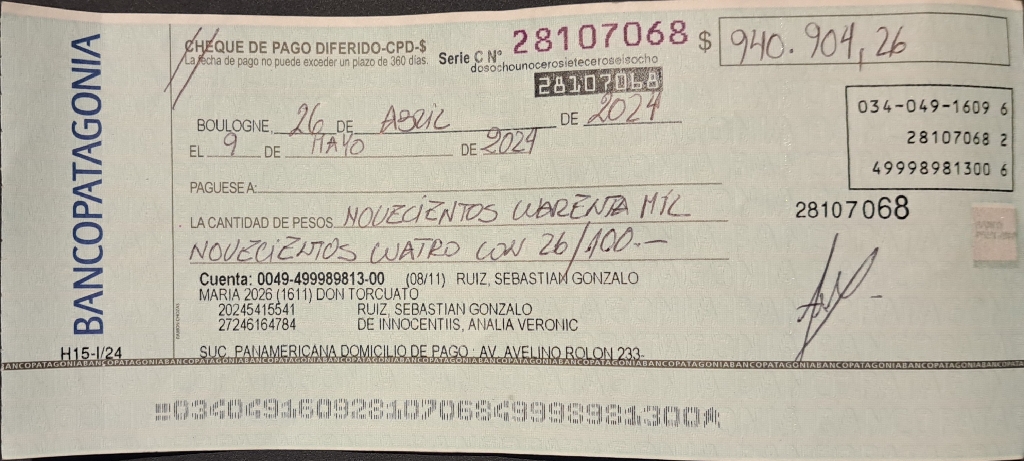 BANCOPATAGONIA
CHEQUE DE PAGO DIFERIDO-CPD-$
La fecha de pago no puede exceder un plazo de 360 días.
Serie C Nº 28107068 $ 940.904,26
dosochounocerosieteceroseisocho
28107068
BOULOGNE, 26 DE ABRIL DE 2024
EL 9 DE MAYO DE 2024
034-049-1609 6
28107068 2
49998981300 6
PAGUESE A:
LA CANTIDAD DE PESOS NOVECIENTOS CUARENTA MIL
28107068
NOVECIENTOS CUATRO CON 26/100.-
Cuenta: 0049-499989813-00 (08/11) RUIZ, SEBASTIAN GONZALO
MARIA 2026 (1611) DON TORCUATO
20245415541 RUIZ, SEBASTIAN GONZALO
27246164784 DE INNOCENTIIS, ANALIA VERONIC
H15-I/24
SUC. PANAMERICANA DOMICILIO DE PAGO : AV. AVELINO ROLON 233-
ANCOPATAGONIABANCOPATAGONIABANCOPATAGONIABANCOPATAGONIABANCOPATAGONIABANCOPATAGONIABANCOPATAGONIABANCOPATAGONIA
03404916092810706849998981300